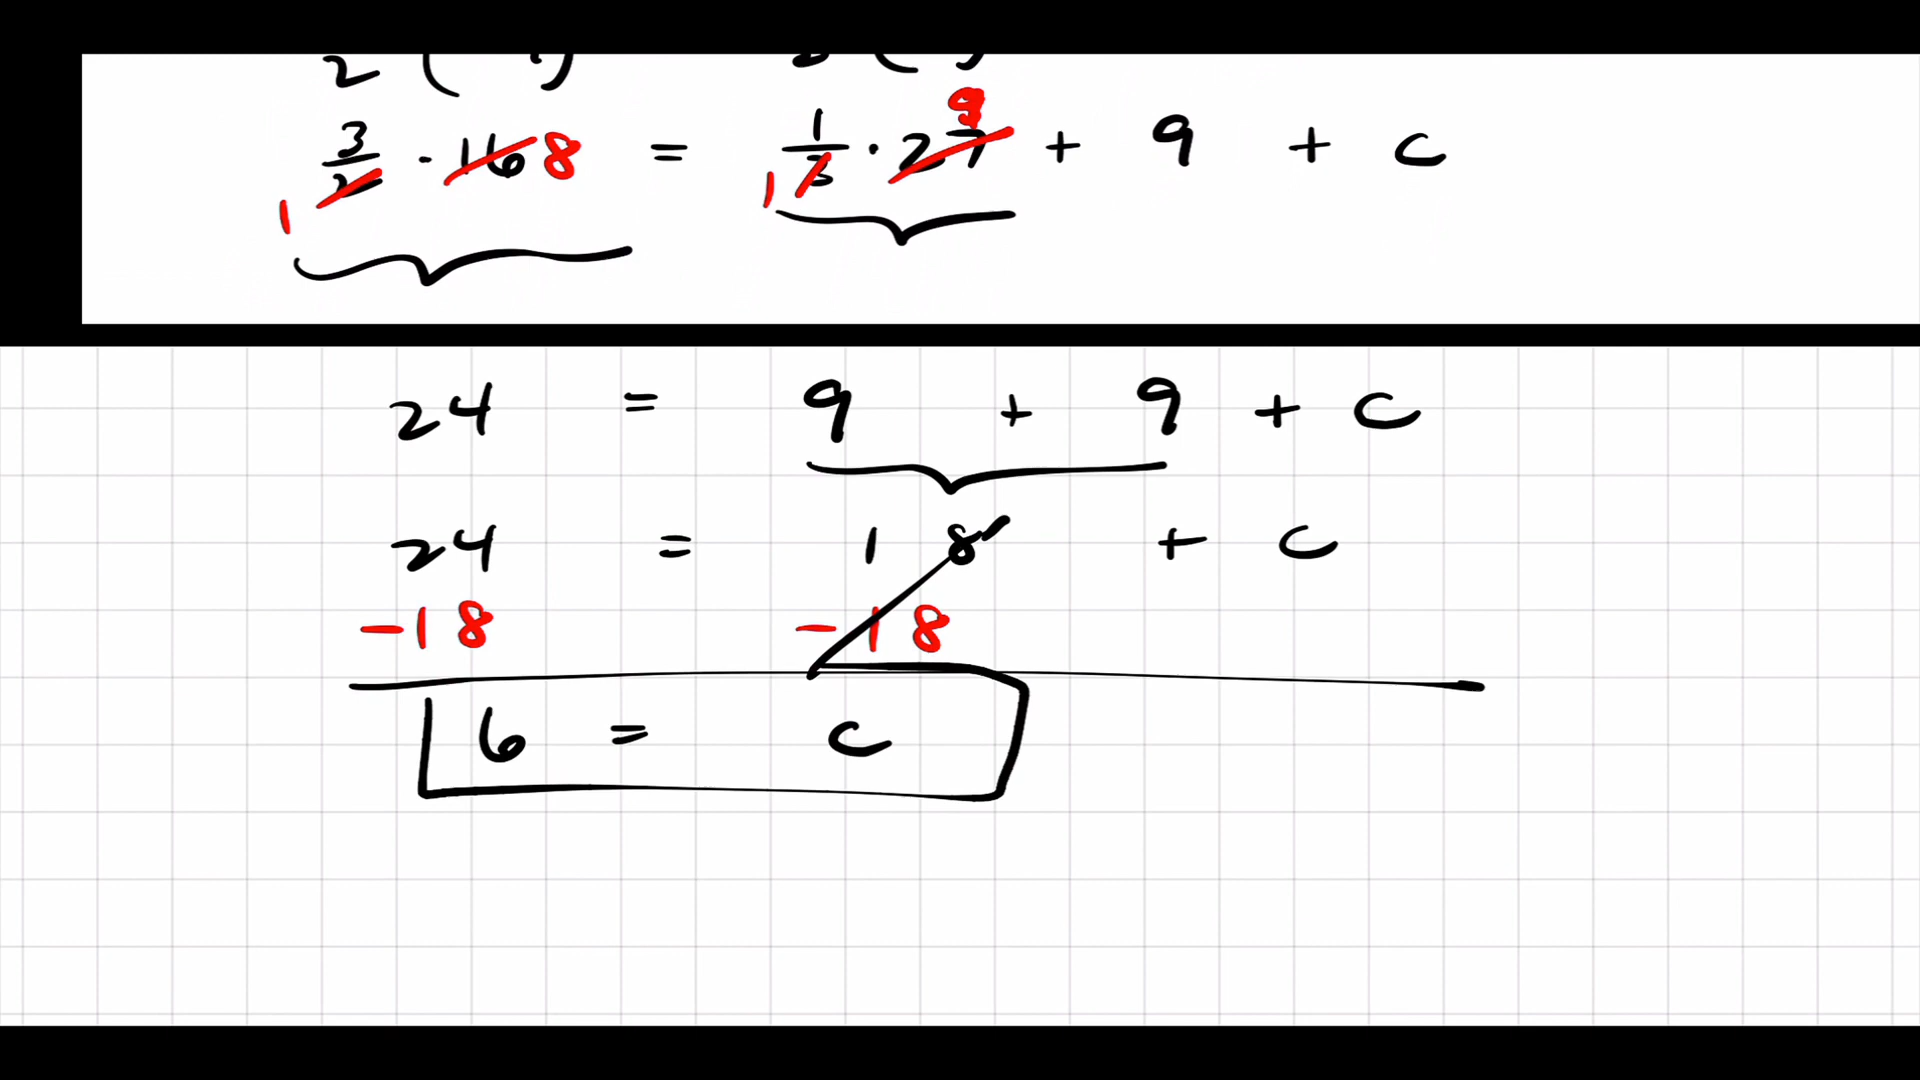 2 ( )
3/2 · 16 8 = 1/3 · 27 9 + 9 + c
1 1
24 = 9 + 9 + c
24 = 18 + c
-18 -18
6 = c